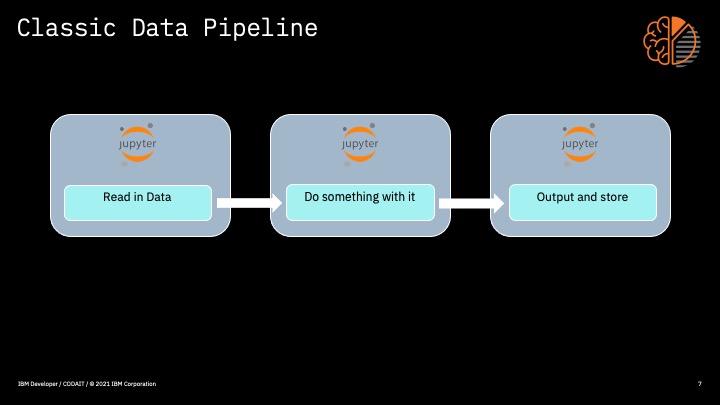 Classic Data Pipeline
jupyter
jupyter
jupyter
Read in Data
Do something with it
Output and store
IBM Developer / CODAIT / © 2021 IBM Corporation
7